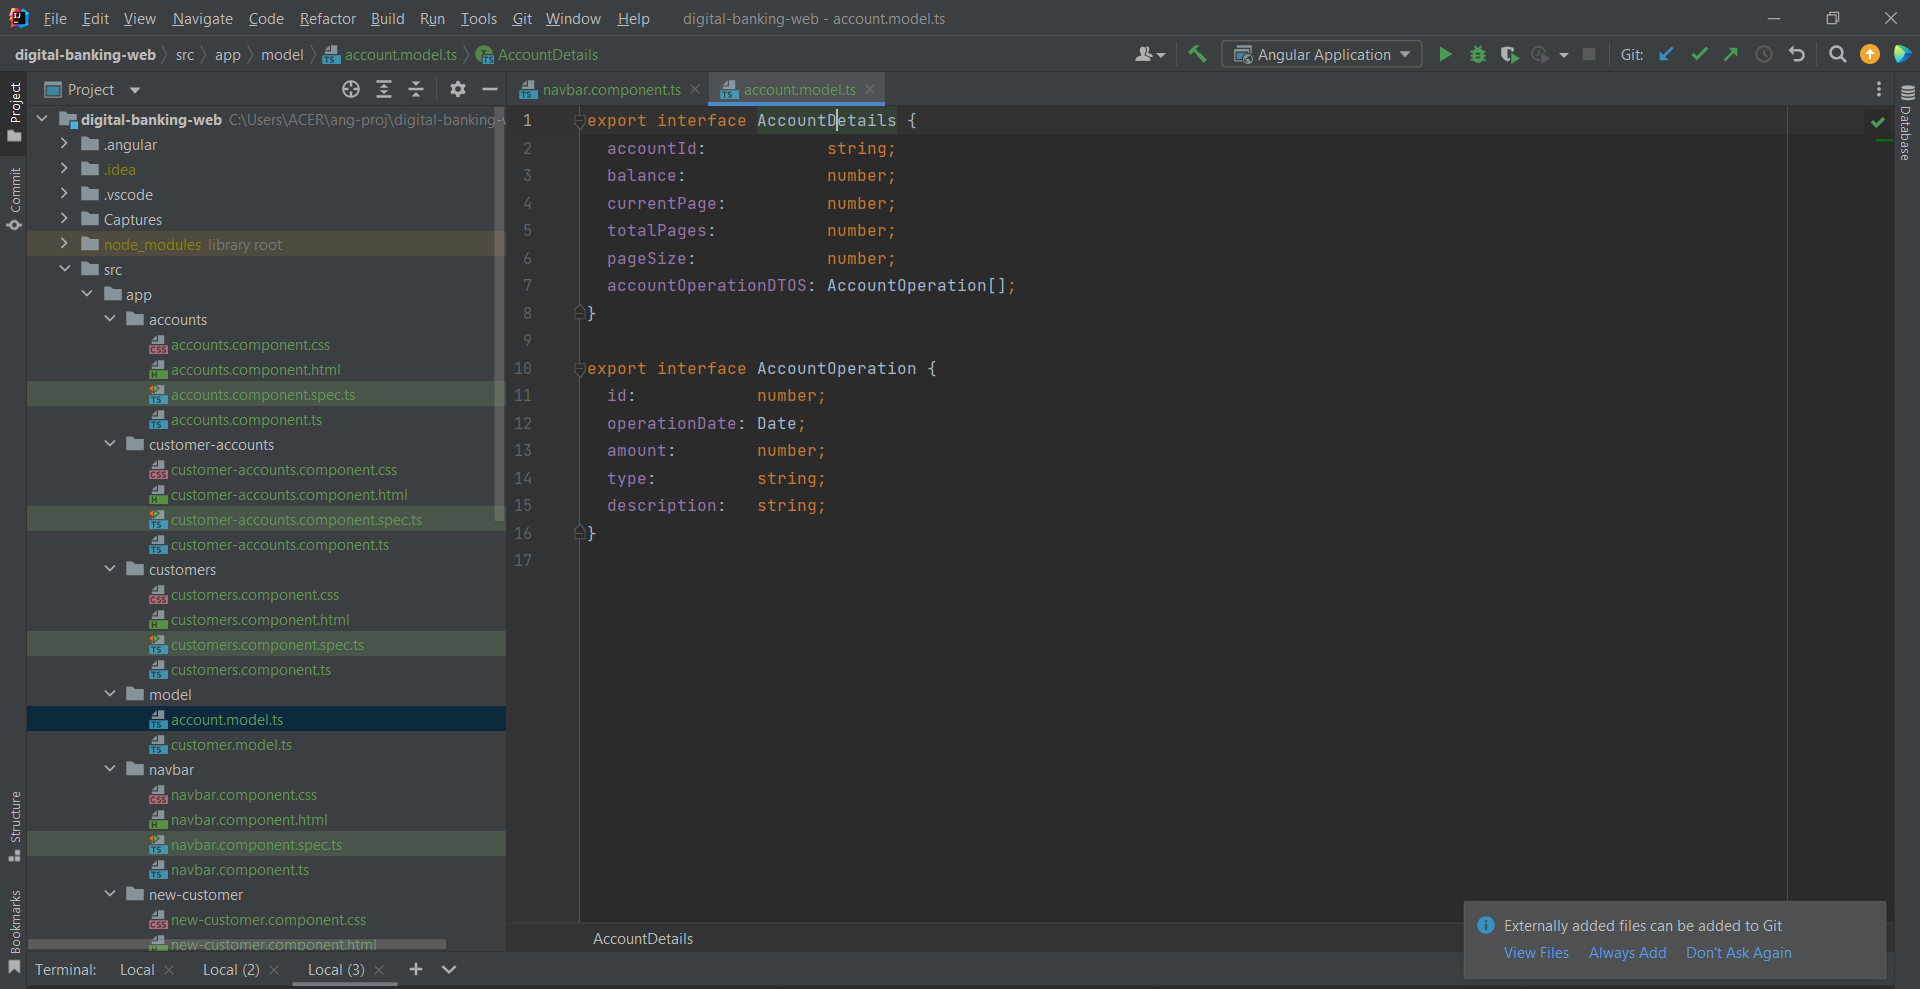 File Edit View Navigate Code Refactor Build Run Tools Git Window Help digital-banking-web - account.model.ts
digital-banking-web src app model account.model.ts AccountDetails Angular Application Git:
Project navbar.component.ts account.model.ts
Project
Commit
Structure
Bookmarks
Database
digital-banking-web C:\Users\ACER\ang-proj\digital-banking-
.angular
.idea
.vscode
Captures
node_modules library root
src
app
accounts
accounts.component.css
accounts.component.html
accounts.component.spec.ts
accounts.component.ts
customer-accounts
customer-accounts.component.css
customer-accounts.component.html
customer-accounts.component.spec.ts
customer-accounts.component.ts
customers
customers.component.css
customers.component.html
customers.component.spec.ts
customers.component.ts
model
account.model.ts
customer.model.ts
navbar
navbar.component.css
navbar.component.html
navbar.component.spec.ts
navbar.component.ts
new-customer
new-customer.component.css
new-customer.component.html
1 export interface AccountDetails {
2 accountId: string;
3 balance: number;
4 currentPage: number;
5 totalPages: number;
6 pageSize: number;
7 accountOperationDTOS: AccountOperation[];
8 }
9
10 export interface AccountOperation {
11 id: number;
12 operationDate: Date;
13 amount: number;
14 type: string;
15 description: string;
16 }
17
AccountDetails
Externally added files can be added to Git
View Files Always Add Don't Ask Again
Terminal: Local Local (2) Local (3)